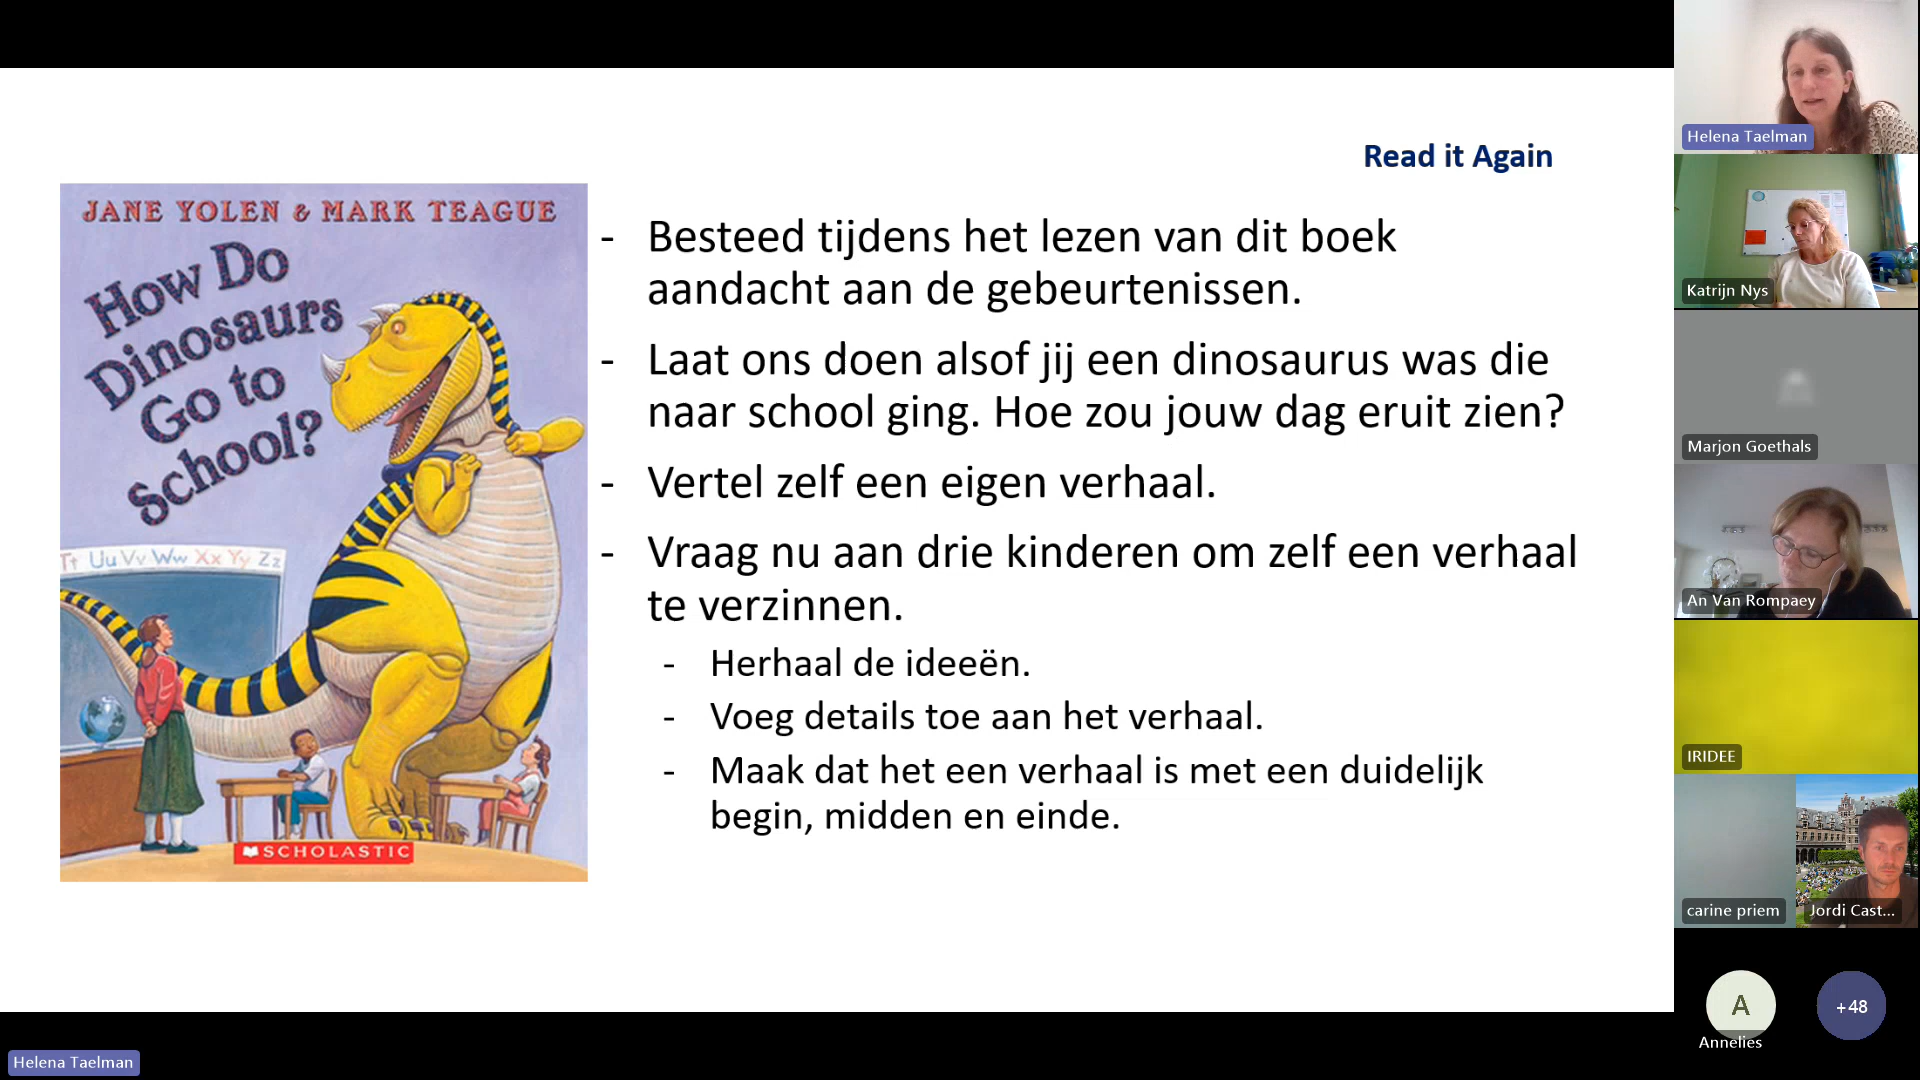 Read it Again
JANE YOLEN & MARK TEAGUE
How Do
Dinosaurs
Go to
School?
Tt Uu Vv Ww Xx Yy Zz
SCHOLASTIC
- Besteed tijdens het lezen van dit boek
aandacht aan de gebeurtenissen.
- Laat ons doen alsof jij een dinosaurus was die
naar school ging. Hoe zou jouw dag eruit zien?
- Vertel zelf een eigen verhaal.
- Vraag nu aan drie kinderen om zelf een verhaal
te verzinnen.
- Herhaal de ideeën.
- Voeg details toe aan het verhaal.
- Maak dat het een verhaal is met een duidelijk
begin, midden en einde.
Helena Taelman
Katrijn Nys
Marjon Goethals
An Van Rompaey
IRIDEE
carine priem
Jordi Cast...
A
Annelies
+48
Helena Taelman